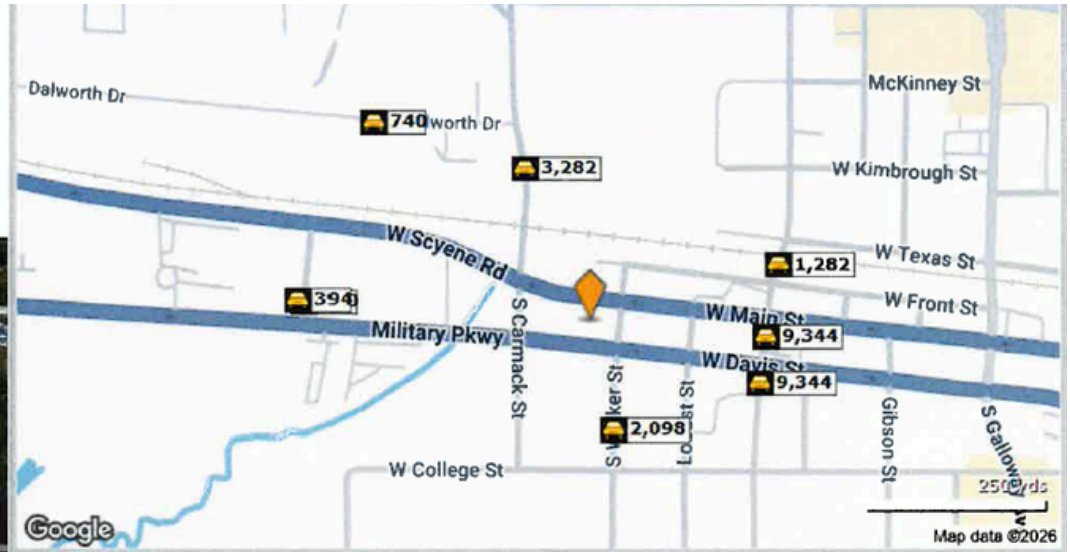 McKinney St
Dalworth Dr
740
worth Dr
3,282
W Kimbrough St
W Scyene Rd
W Texas St
1,282
394
W Front St
W Main St
Military Pkwy
S Carmack St
9,344
W Davis St
9,344
2,098
Gibson St
S Galloway Av
W College St
250 yds
Google
Map data ©2026